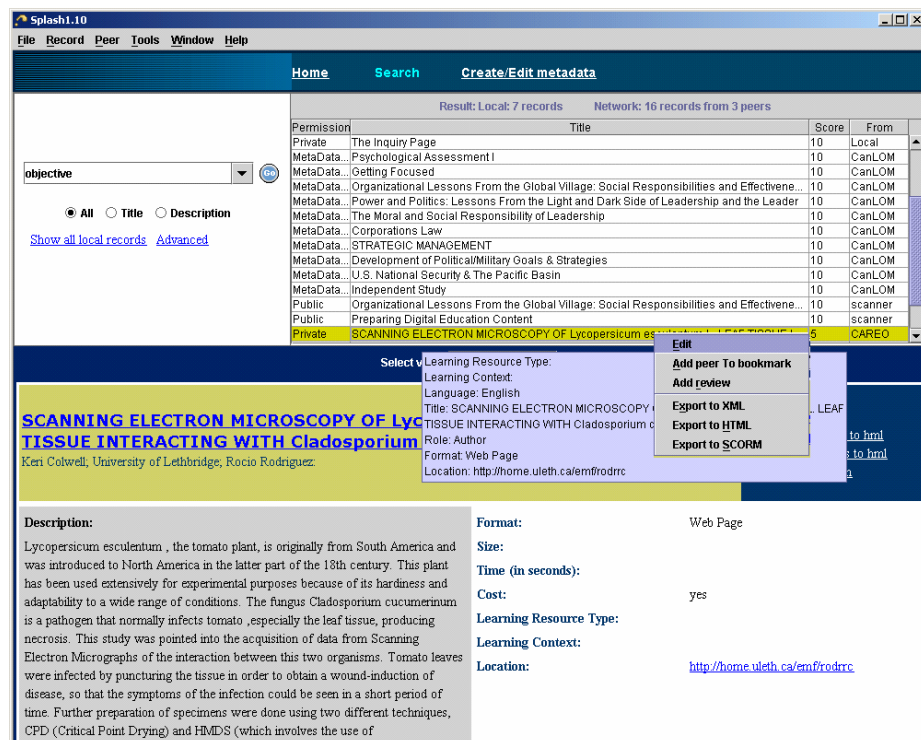 Splash1.10
File Record Peer Tools Window Help
Home Search Create/Edit metadata
Result: Local: 7 records Network: 16 records from 3 peers
Permission Title Score From
Private The Inquiry Page 10 Local
MetaData... Psychological Assessment I 10 CanLOM
MetaData... Getting Focused 10 CanLOM
MetaData... Organizational Lessons From the Global Village: Social Responsibilities and Effectivene... 10 CanLOM
MetaData... Power and Politics: Lessons From the Light and Dark Side of Leadership and the Leader 10 CanLOM
MetaData... The Moral and Social Responsibility of Leadership 10 CanLOM
MetaData... Corporations Law 10 CanLOM
MetaData... STRATEGIC MANAGEMENT 10 CanLOM
MetaData... Development of Political/Military Goals & Strategies 10 CanLOM
MetaData... U.S. National Security & The Pacific Basin 10 CanLOM
MetaData... Independent Study 10 CanLOM
Public Organizational Lessons From the Global Village: Social Responsibilities and Effectivene... 10 scanner
Public Preparing Digital Education Content 10 scanner
Private SCANNING ELECTRON MICROSCOPY OF Lycopersicum 5 CAREO
objective Go
All Title Description
Show all local records Advanced
Edit
Add peer To bookmark
Add review
Export to XML
Export to HTML
Export to SCORM
Select
Learning Resource Type:
Learning Context:
Language: English
Title: SCANNING ELECTRON MICROSCOPY LEAF
TISSUE INTERACTING WITH Cladosporium
Role: Author
Format: Web Page
Location: http://home.uleth.ca/emf/rodrrc
SCANNING ELECTRON MICROSCOPY OF
TISSUE INTERACTING WITH Cladosporium
Keri Colwell; University of Lethbridge; Rocio Rodriguez:
to hml
to hml
Description:
Lycopersicum esculentum , the tomato plant, is originally from South America and
was introduced to North America in the latter part of the 18th century. This plant
has been used extensively for experimental purposes because of its hardiness and
adaptability to a wide range of conditions. The fungus Cladosporium cucumerinum
is a pathogen that normally infects tomato ,especially the leaf tissue, producing
necrosis. This study was pointed into the acquisition of data from Scanning
Electron Micrographs of the interaction between this two organisms. Tomato leaves
were infected by puncturing the tissue in order to obtain a wound-induction of
disease, so that the symptoms of the infection could be seen in a short period of
time. Further preparation of specimens were done using two different techniques,
CPD (Critical Point Drying) and HMDS (which involves the use of
Format: Web Page
Size:
Time (in seconds):
Cost: yes
Learning Resource Type:
Learning Context:
Location: http://home.uleth.ca/emf/rodrrc